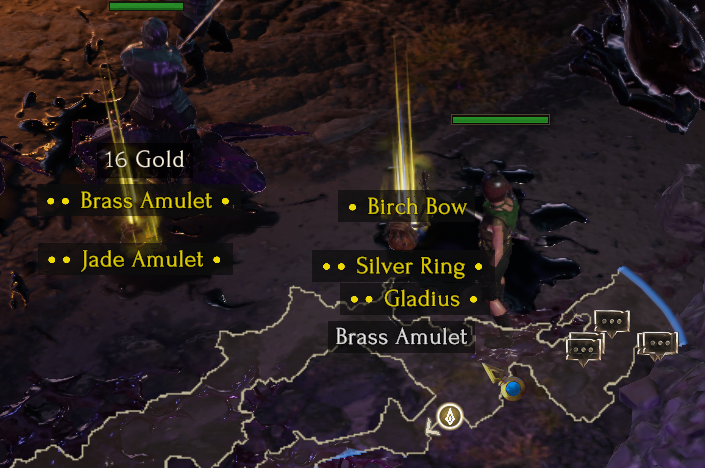 16 Gold
•• Brass Amulet •
•• Jade Amulet •
• Birch Bow
•• Silver Ring •
•• Gladius •
Brass Amulet